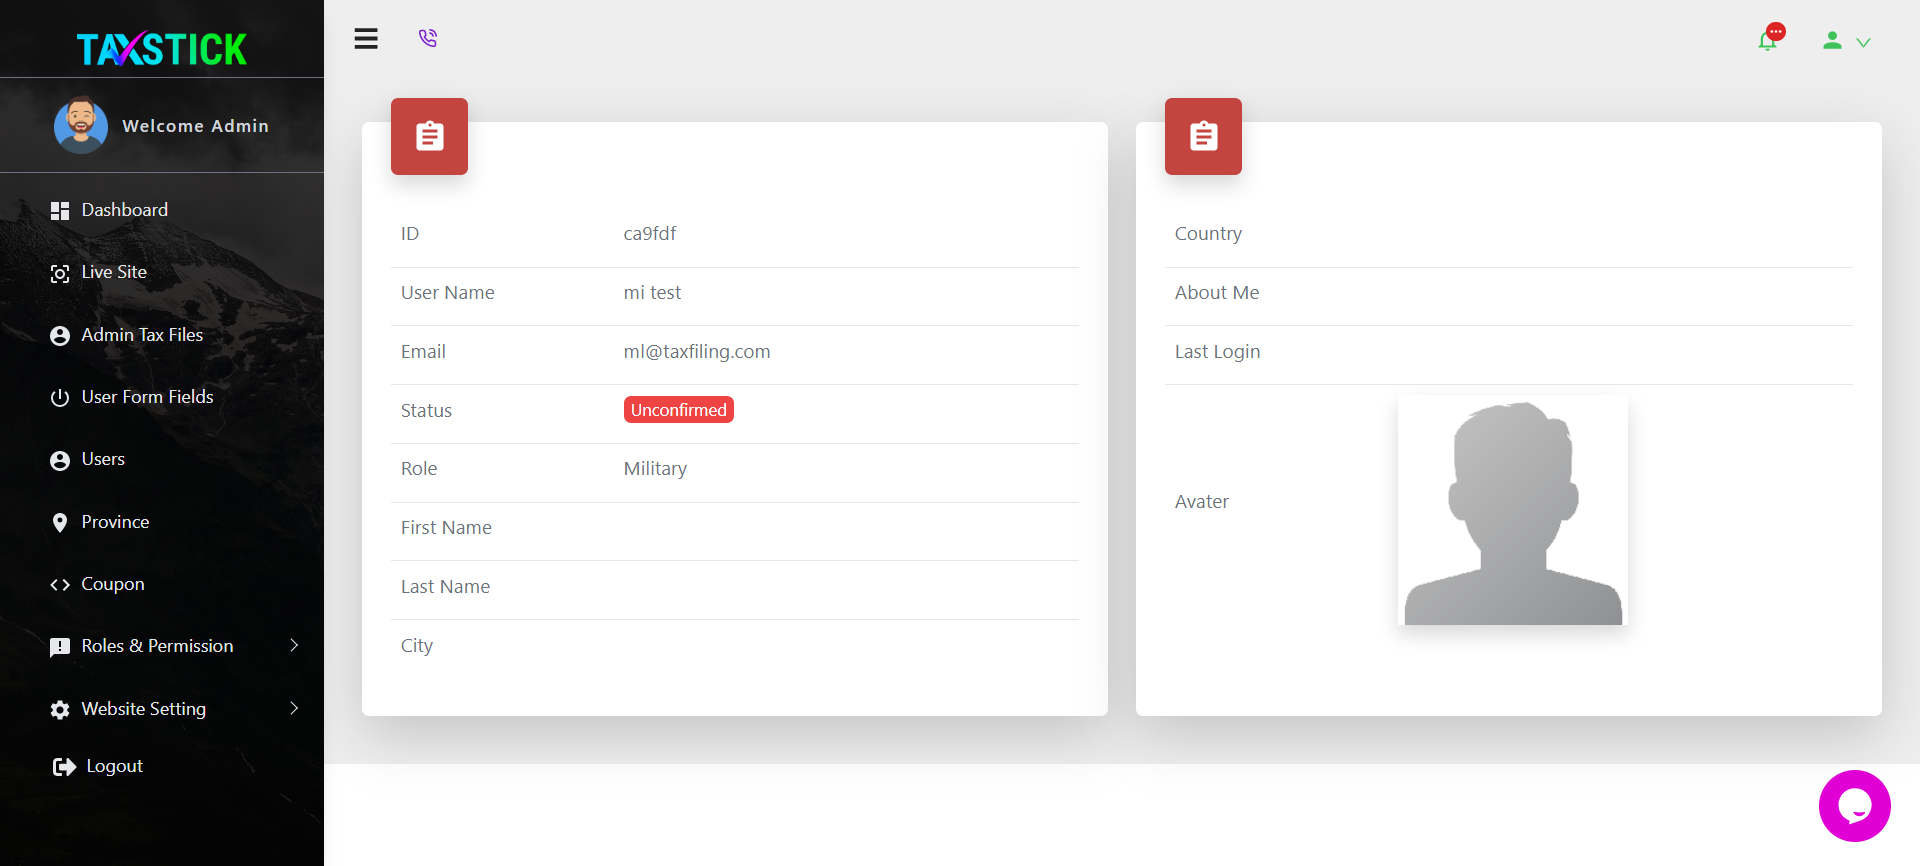 TAXSTICK
Welcome Admin
Dashboard
Live Site
Admin Tax Files
User Form Fields
Users
Province
Coupon
Roles & Permission
Website Setting
Logout
ID ca9fdf
User Name mi test
Email ml@taxfiling.com
Status Unconfirmed
Role Military
First Name
Last Name
City
Country
About Me
Last Login
Avater